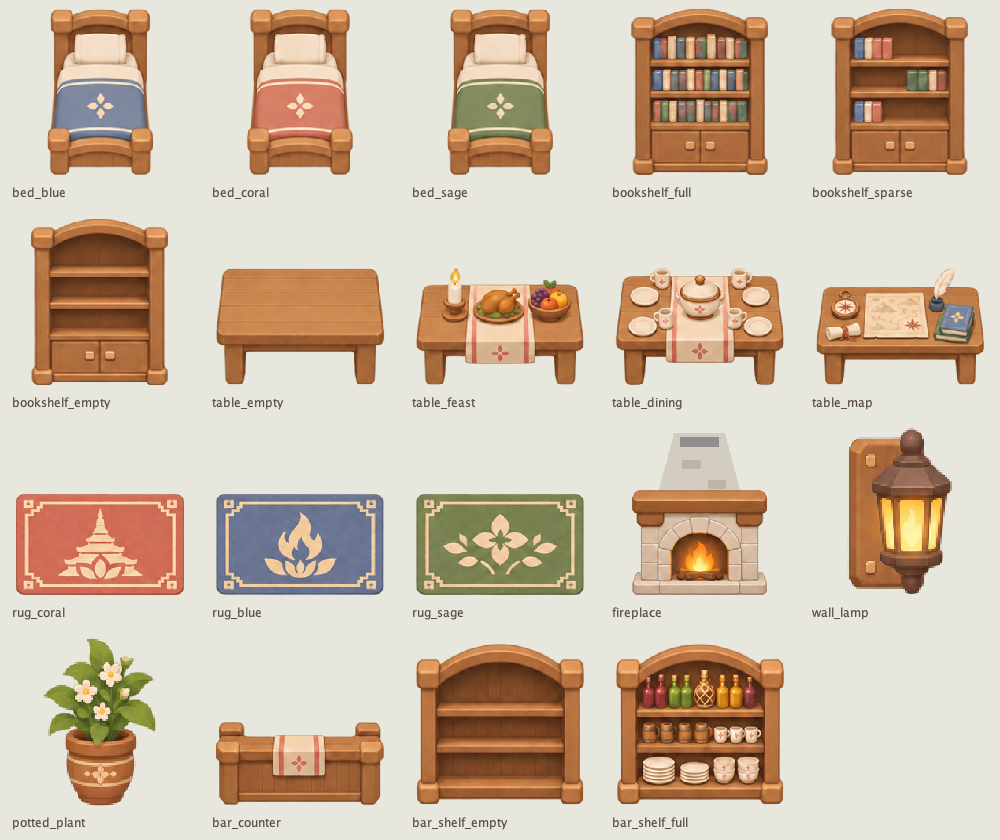 bed_blue
bed_coral
bed_sage
bookshelf_full
bookshelf_sparse
bookshelf_empty
table_empty
table_feast
table_dining
table_map
rug_coral
rug_blue
rug_sage
fireplace
wall_lamp
potted_plant
bar_counter
bar_shelf_empty
bar_shelf_full